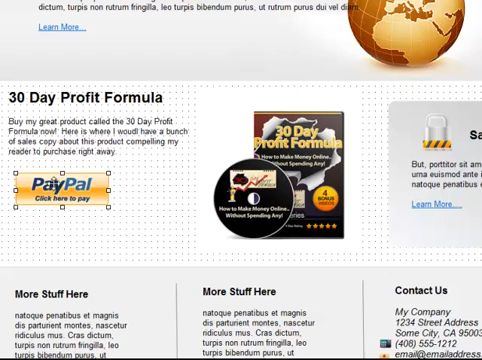 dictum, turpis non rutrum fringilla, leo turpis bibendum purus, ut rutrum purus dui vel diam.
Learn More...
30 Day Profit Formula
Buy my great product called the 30 Day
Profit Formula now! Here is where I woudl have a bunch
of sales copy about this product compelling my
reader to purchase right away.
PayPal
Click here to pay
30 Day
Profit Formula
How to Make Money Online..
Without Spending Any!
How to Make Money Online..
Without Spending Any!
4
BONUS
VIDEOS
Sa
But, porttitor sit am
urna euismod ante i
natoque penatibus e
Learn More.....
More Stuff Here
natoque penatibus et magnis
dis parturient montes, nascetur
ridiculus mus. Cras dictum,
turpis non rutrum fringilla, leo
turpis bibendum purus, ut
More Stuff Here
natoque penatibus et magnis
dis parturient montes, nascetur
ridiculus mus. Cras dictum,
turpis non rutrum fringilla, leo
turpis bibendum purus, ut
Contact Us
My Company
1234 Street Address
Some City, CA 95003
(408) 555-1212
email@emailaddress.